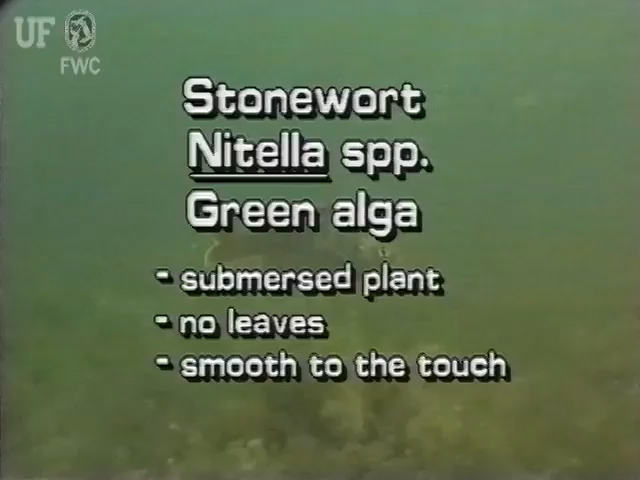 UF
FWC
Stonewort
Nitella spp.
Green alga
- submersed plant
- no leaves
- smooth to the touch